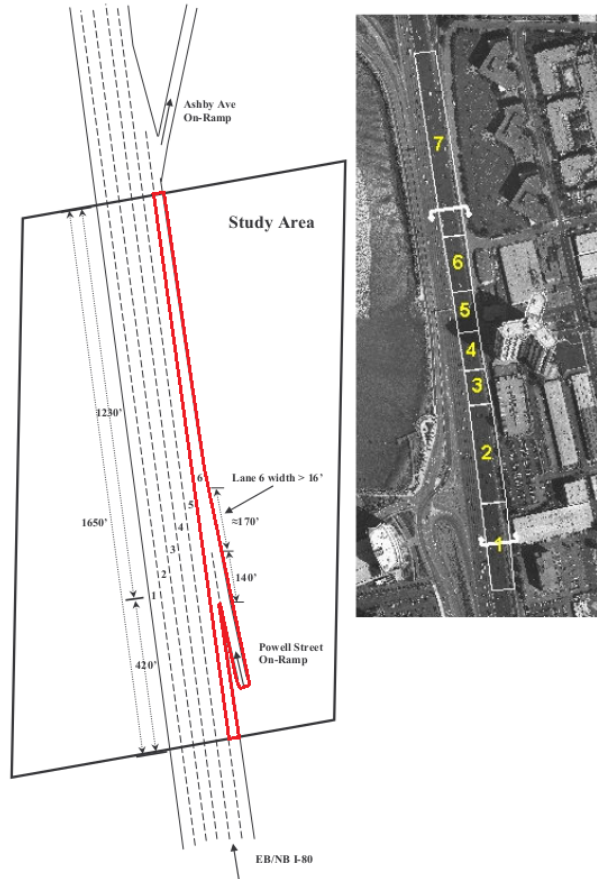 Ashby Ave
On-Ramp
Study Area
1230'
1650'
420'
Lane 6 width > 16'
≈170'
140'
6
5
4
3
2
1
Powell Street
On-Ramp
EB/NB I-80
7
6
5
4
3
2
1